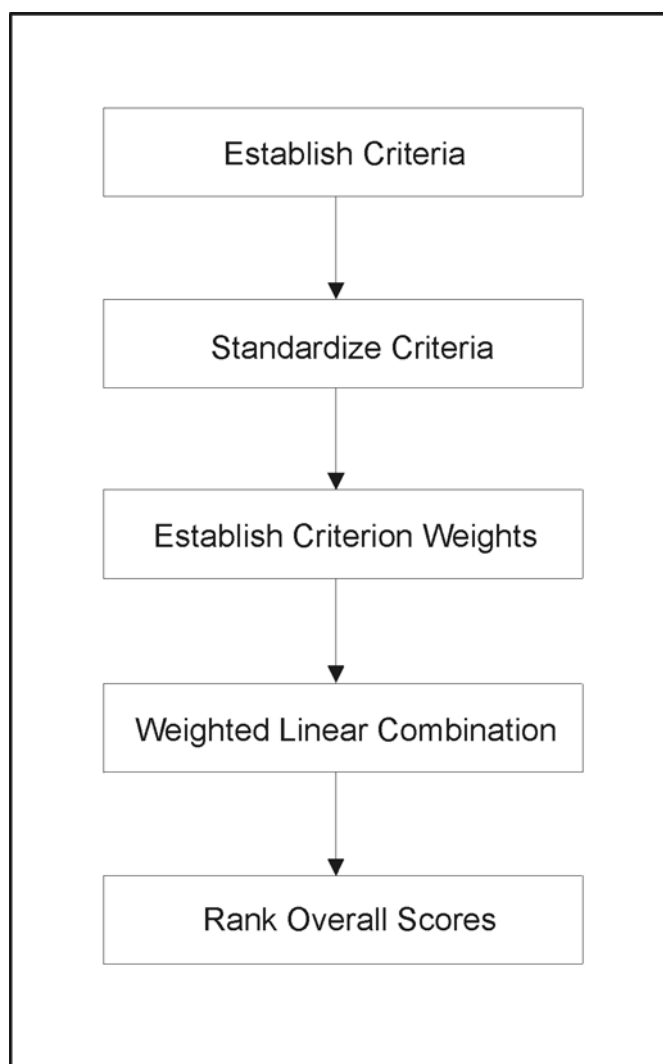 Establish Criteria
Standardize Criteria
Establish Criterion Weights
Weighted Linear Combination
Rank Overall Scores